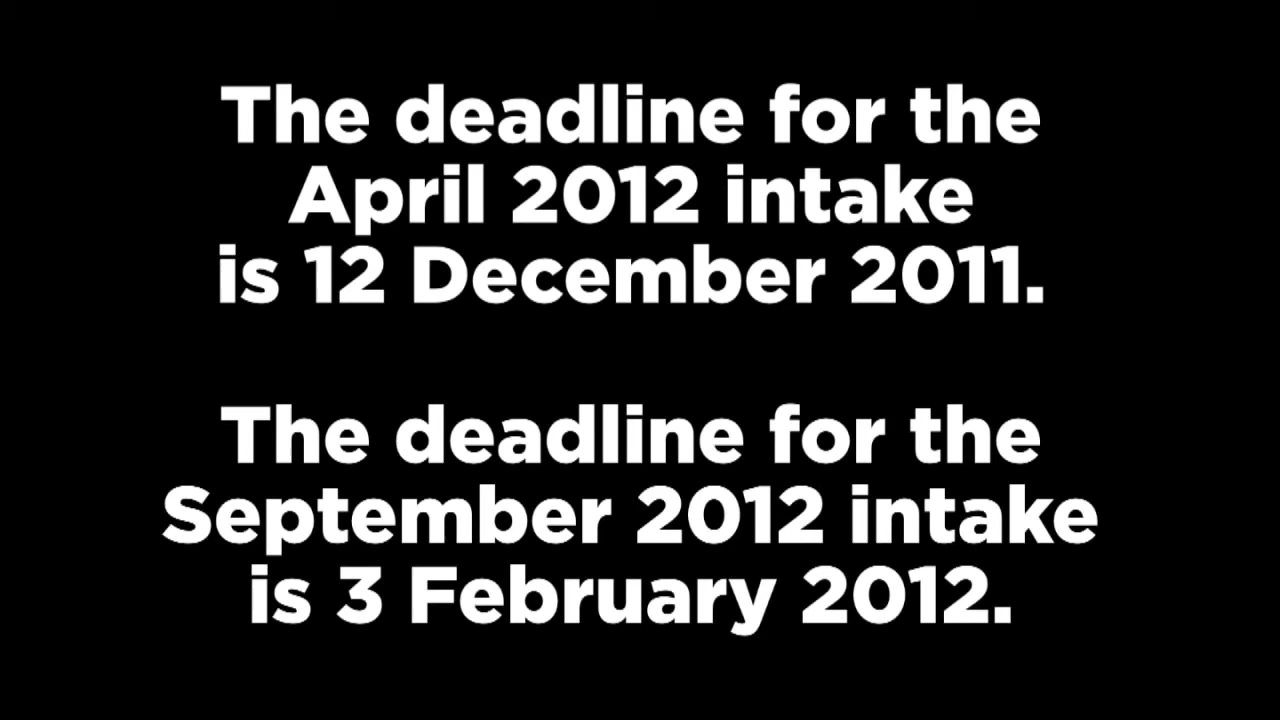 The deadline for the
April 2012 intake
is 12 December 2011.
The deadline for the
September 2012 intake
is 3 February 2012.